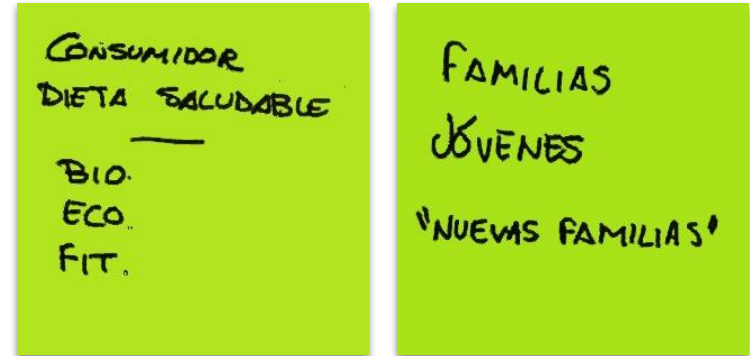 CONSUMIDOR
DIETA SALUDABLE
BIO.
ECO.
FIT.
FAMILIAS
JÓVENES
"NUEVAS FAMILIAS"